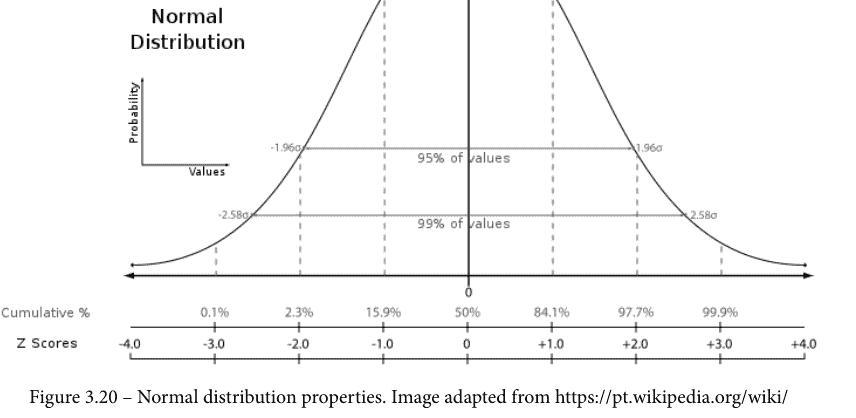 Normal
Distribution
Probability
Values
-1.96σ 1.96σ
95% of values
-2.58σ 2.58σ
99% of values
0
Cumulative % 0.1% 2.3% 15.9% 50% 84.1% 97.7% 99.9%
Z Scores -4.0 -3.0 -2.0 -1.0 0 +1.0 +2.0 +3.0 +4.0
Figure 3.20 – Normal distribution properties. Image adapted from https://pt.wikipedia.org/wiki/